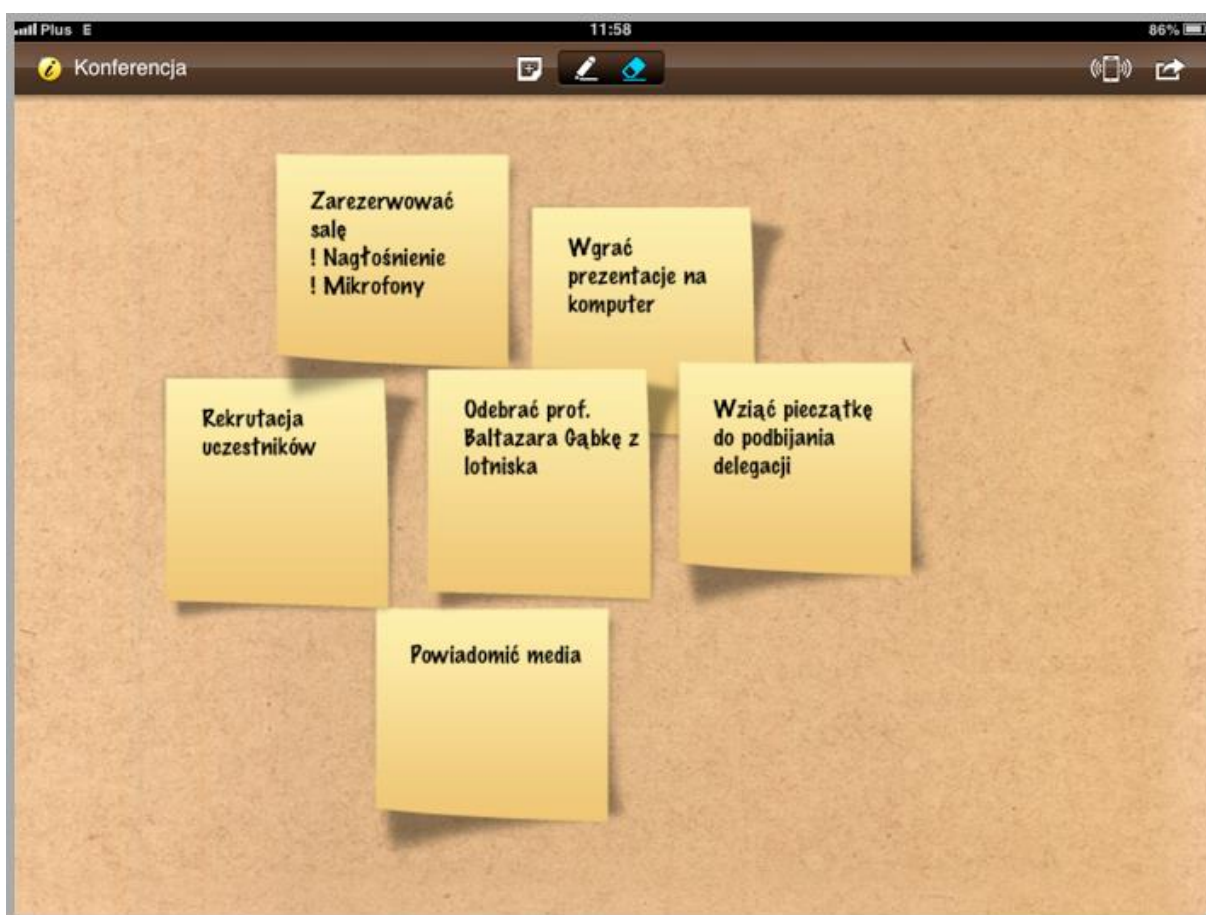 Plus E
11:58
86%
Konferencja
Zarezerwować
salę
! Nagłośnienie
! Mikrofony
Wgrać
prezentacje na
komputer
Rekrutacja
uczestników
Odebrać prof.
Baltazara Gąbkę z
lotniska
Wziąć pieczątkę
do podbijania
delegacji
Powiadomić media